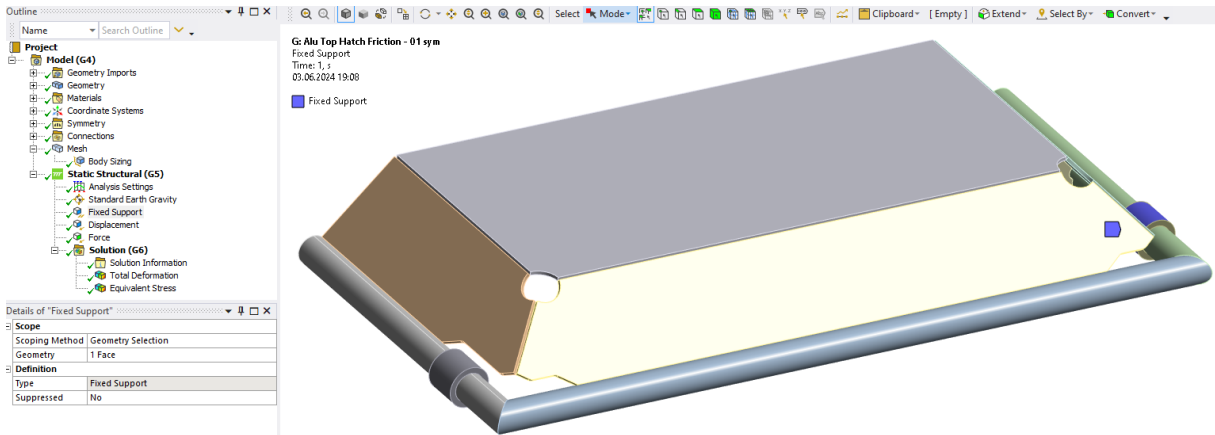 Outline
Name
Search Outline
Project
Model (G4)
Geometry Imports
Geometry
Materials
Coordinate Systems
Symmetry
Connections
Mesh
Body Sizing
Static Structural (G5)
Analysis Settings
Standard Earth Gravity
Fixed Support
Displacement
Force
Solution (G6)
Solution Information
Total Deformation
Equivalent Stress
Details of "Fixed Support"
Scope
Scoping Method Geometry Selection
Geometry 1 Face
Definition
Type Fixed Support
Suppressed No
Select Mode Clipboard [ Empty ] Extend Select By Convert
G: Alu Top Hatch Friction - 01 sym
Fixed Support
Time: 1, s
03.06.2024 19:08
Fixed Support